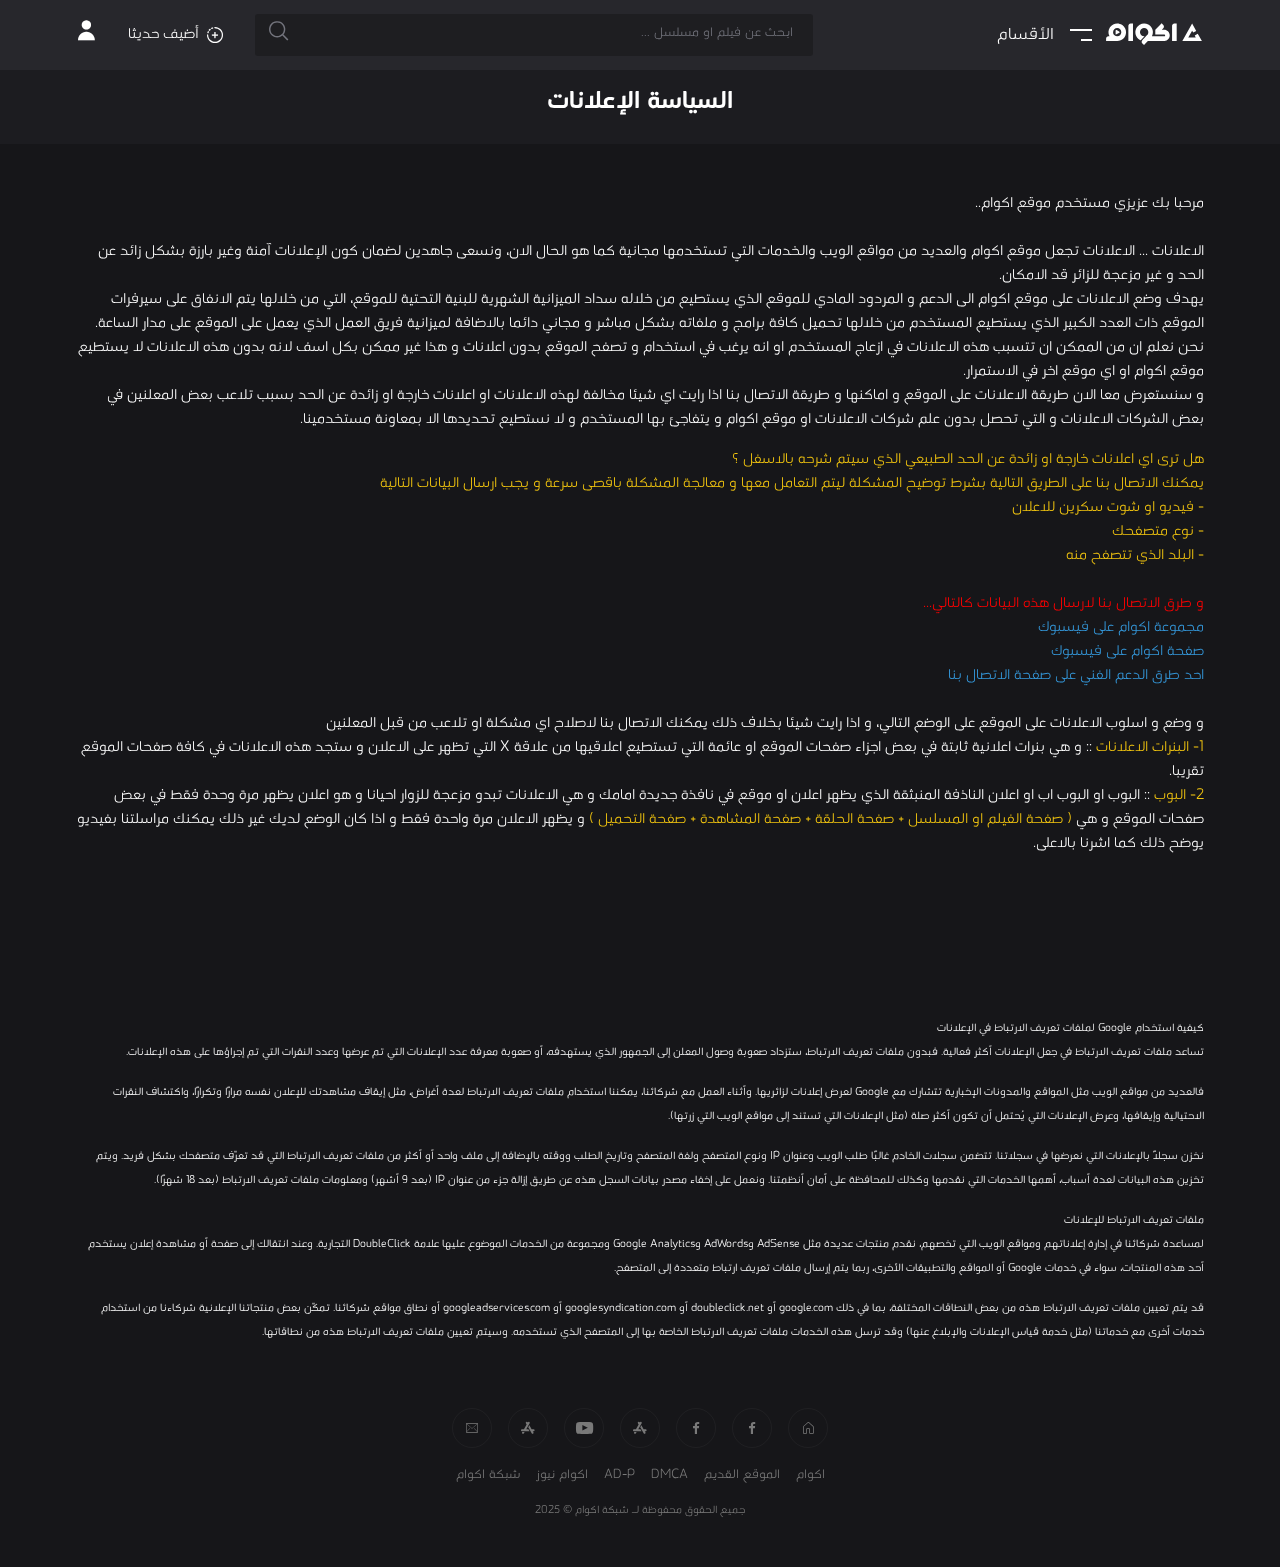 اكوام
الأقسام
ابحث عن فيلم او مسلسل ...
أضيف حديثا
السياسة الإعلانات
مرحبا بك عزيزي مستخدم موقع اكوام..
الاعلانات ... الاعلانات تجعل موقع اكوام والعديد من مواقع الويب والخدمات التي تستخدمها مجانية كما هو الحال الان، ونسعى جاهدين لضمان كون الإعلانات آمنة وغير بارزة بشكل زائد عن
الحد و غير مزعجة للزائر قد الامكان.
يهدف وضع الاعلانات على موقع اكوام الى الدعم و المردود المادي للموقع الذي يستطيع من خلاله سداد الميزانية الشهرية للبنية التحتية للموقع، التي من خلالها يتم الانفاق على سيرفرات
الموقع ذات العدد الكبير الذي يستطيع المستخدم من خلالها تحميل كافة برامج و ملفاته بشكل مباشر و مجاني دائما بالاضافة لميزانية فريق العمل الذي يعمل على الموقع على مدار الساعة.
نحن نعلم ان من الممكن ان تتسبب هذه الاعلانات في ازعاج المستخدم او انه يرغب في استخدام و تصفح الموقع بدون اعلانات و هذا غير ممكن بكل اسف لانه بدون هذه الاعلانات لا يستطيع
موقع اكوام او اي موقع اخر في الاستمرار.
و سنستعرض معا الان طريقة الاعلانات على الموقع و اماكنها و طريقة الاتصال بنا اذا رايت اي شيئا مخالفة لهذه الاعلانات او اعلانات خارجة او زائدة عن الحد بسبب تلاعب بعض المعلنين في
بعض الشركات الاعلانات و التي تحصل بدون علم شركات الاعلانات او موقع اكوام و يتفاجئ بها المستخدم و لا نستطيع تحديدها الا بمعاونة مستخدمينا.
هل ترى اي اعلانات خارجة او زائدة عن الحد الطبيعي الذي سيتم شرحه بالاسفل ؟
يمكنك الاتصال بنا على الطريق التالية بشرط توضيح المشكلة ليتم التعامل معها و معالجة المشكلة باقصى سرعة و يجب ارسال البيانات التالية
- فيديو او شوت سكرين للاعلان
- نوع متصفحك
- البلد الذي تتصفح منه
و طرق الاتصال بنا لارسال هذه البيانات كالتالي...
مجموعة اكوام على فيسبوك
صفحة اكوام على فيسبوك
احد طرق الدعم الفني على صفحة الاتصال بنا
و وضع و اسلوب الاعلانات على الموقع على الوضع التالي، و اذا رايت شيئا بخلاف ذلك يمكنك الاتصال بنا لاصلاح اي مشكلة او تلاعب من قبل المعلنين
1- البنرات الاعلانات :: و هي بنرات اعلانية ثابتة في بعض اجزاء صفحات الموقع او عائمة التي تستطيع اعلاقيها من علاقة X التي تظهر على الاعلان و ستجد هذه الاعلانات في كافة صفحات الموقع
تقريبا.
2- البوب :: البوب او البوب اب او اعلان الناذفة المنبثقة الذي يظهر اعلان او موقع في نافذة جديدة امامك و هي الاعلانات تبدو مزعجة للزوار احيانا و هو اعلان يظهر مرة وحدة فقط في بعض
صفحات الموقع و هي ( صفحة الفيلم او المسلسل + صفحة الحلقة + صفحة المشاهدة + صفحة التحميل ) و يظهر الاعلان مرة واحدة فقط و اذا كان الوضع لديك غير ذلك يمكنك مراسلتنا بفيديو
يوضح ذلك كما اشرنا بالاعلى.
كيفية استخدام Google لملفات تعريف الارتباط في الإعلانات
تساعد ملفات تعريف الارتباط في جعل الإعلانات أكثر فعالية. فبدون ملفات تعريف الارتباط، ستزداد صعوبة وصول المعلن إلى الجمهور الذي يستهدفه، أو صعوبة معرفة عدد الإعلانات التي تم عرضها وعدد النقرات التي تم إجراؤها على هذه الإعلانات.
فالعديد من مواقع الويب مثل المواقع والمدونات الإخبارية تتشارك مع Google لعرض إعلانات لزائريها. وأثناء العمل مع شركائنا، يمكننا استخدام ملفات تعريف الارتباط لعدة أغراض، مثل إيقاف مشاهدتك للإعلان نفسه مرارًا وتكرارًا، واكتشاف النقرات
الاحتيالية وإيقافها، وعرض الإعلانات التي يُحتمل أن تكون أكثر صلة (مثل الإعلانات التي تستند إلى مواقع الويب التي زرتها).
نخزن سجلاً بالإعلانات التي نعرضها في سجلاتنا. تتضمن سجلات الخادم غالبًا طلب الويب وعنوان IP ونوع المتصفح ولغة المتصفح وتاريخ الطلب ووقته بالإضافة إلى ملف واحد أو أكثر من ملفات تعريف الارتباط التي قد تعرّف متصفحك بشكل فريد. ويتم
تخزين هذه البيانات لعدة أسباب، أهمها الخدمات التي نقدمها وكذلك للمحافظة على أمان أنظمتنا. ونعمل على إخفاء مصدر بيانات السجل هذه عن طريق إزالة جزء من عنوان IP (بعد 9 أشهر) ومعلومات ملفات تعريف الارتباط (بعد 18 شهرًا).
ملفات تعريف الارتباط للإعلانات
لمساعدة شركائنا في إدارة إعلاناتهم ومواقع الويب التي تخصهم، نقدم منتجات عديدة مثل AdSense وAdWords وGoogle Analytics ومجموعة من الخدمات الموضوع عليها علامة DoubleClick التجارية. وعند انتقالك إلى صفحة أو مشاهدة إعلان يستخدم
أحد هذه المنتجات، سواء في خدمات Google أو المواقع والتطبيقات الأخرى، ربما يتم إرسال ملفات تعريف ارتباط متعددة إلى المتصفح.
قد يتم تعيين ملفات تعريف الارتباط هذه من بعض النطاقات المختلفة، بما في ذلك google.com أو doubleclick.net أو googlesyndication.com أو googleadservices.com أو نطاق مواقع شركائنا. تمكّن بعض منتجاتنا الإعلانية شركاءنا من استخدام
خدمات أخرى مع خدماتنا (مثل خدمة قياس الإعلانات والإبلاغ عنها) وقد ترسل هذه الخدمات ملفات تعريف الارتباط الخاصة بها إلى المتصفح الذي تستخدمه. وسيتم تعيين ملفات تعريف الارتباط هذه من نطاقاتها.
اكوام الموقع القديم DMCA AD-P اكوام نيوز شبكة اكوام
جميع الحقوق محفوظة لـ شبكة اكوام © 2025